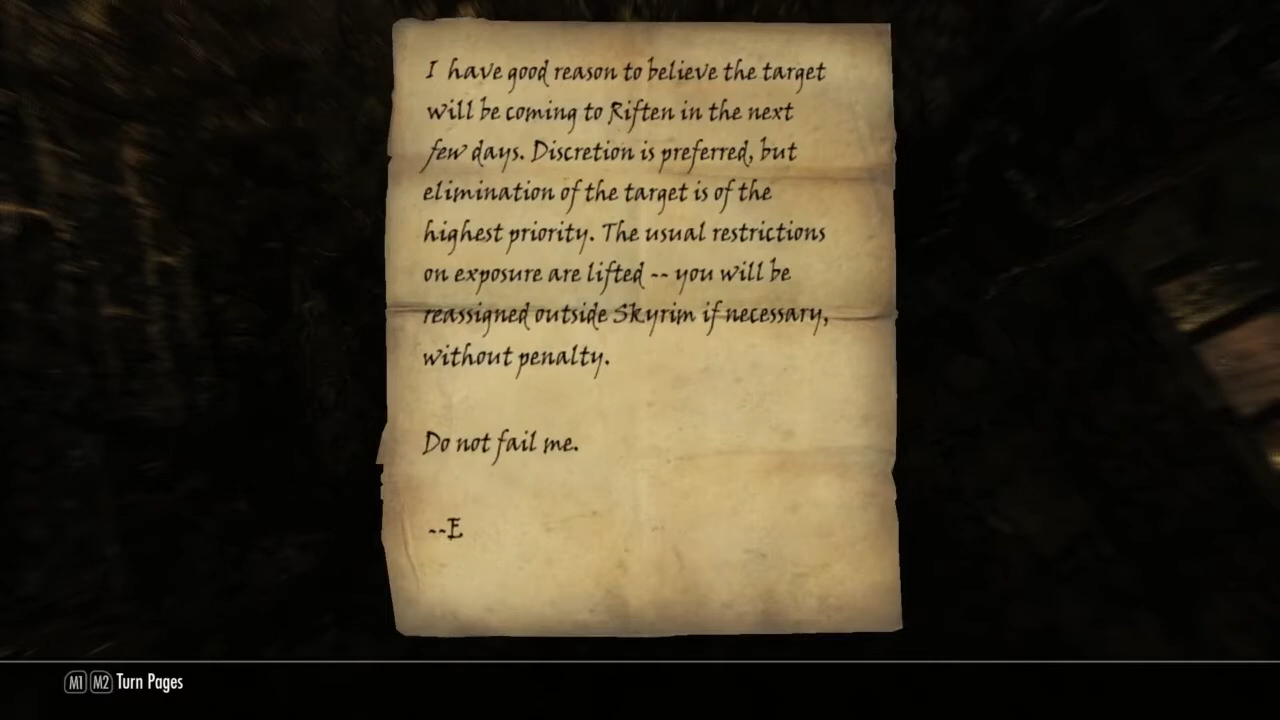 I have good reason to believe the target
will be coming to Riften in the next
few days. Discretion is preferred, but
elimination of the target is of the
highest priority. The usual restrictions
on exposure are lifted -- you will be
reassigned outside Skyrim if necessary,
without penalty.
Do not fail me.
--E
M1 M2 Turn Pages